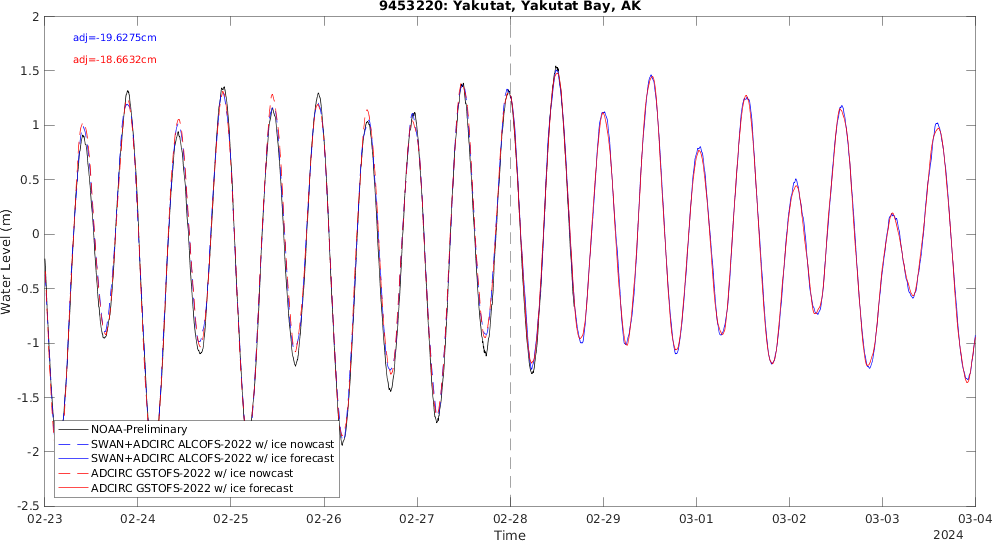 9453220: Yakutat, Yakutat Bay, AK
adj=-19.6275cm
adj=-18.6632cm
Water Level (m)
2
1.5
1
0.5
0
-0.5
-1
-1.5
-2
-2.5
NOAA-Preliminary
SWAN+ADCIRC ALCOFS-2022 w/ ice nowcast
SWAN+ADCIRC ALCOFS-2022 w/ ice forecast
ADCIRC GSTOFS-2022 w/ ice nowcast
ADCIRC GSTOFS-2022 w/ ice forecast
02-23 02-24 02-25 02-26 02-27 02-28 02-29 03-01 03-02 03-03 03-04
Time
2024